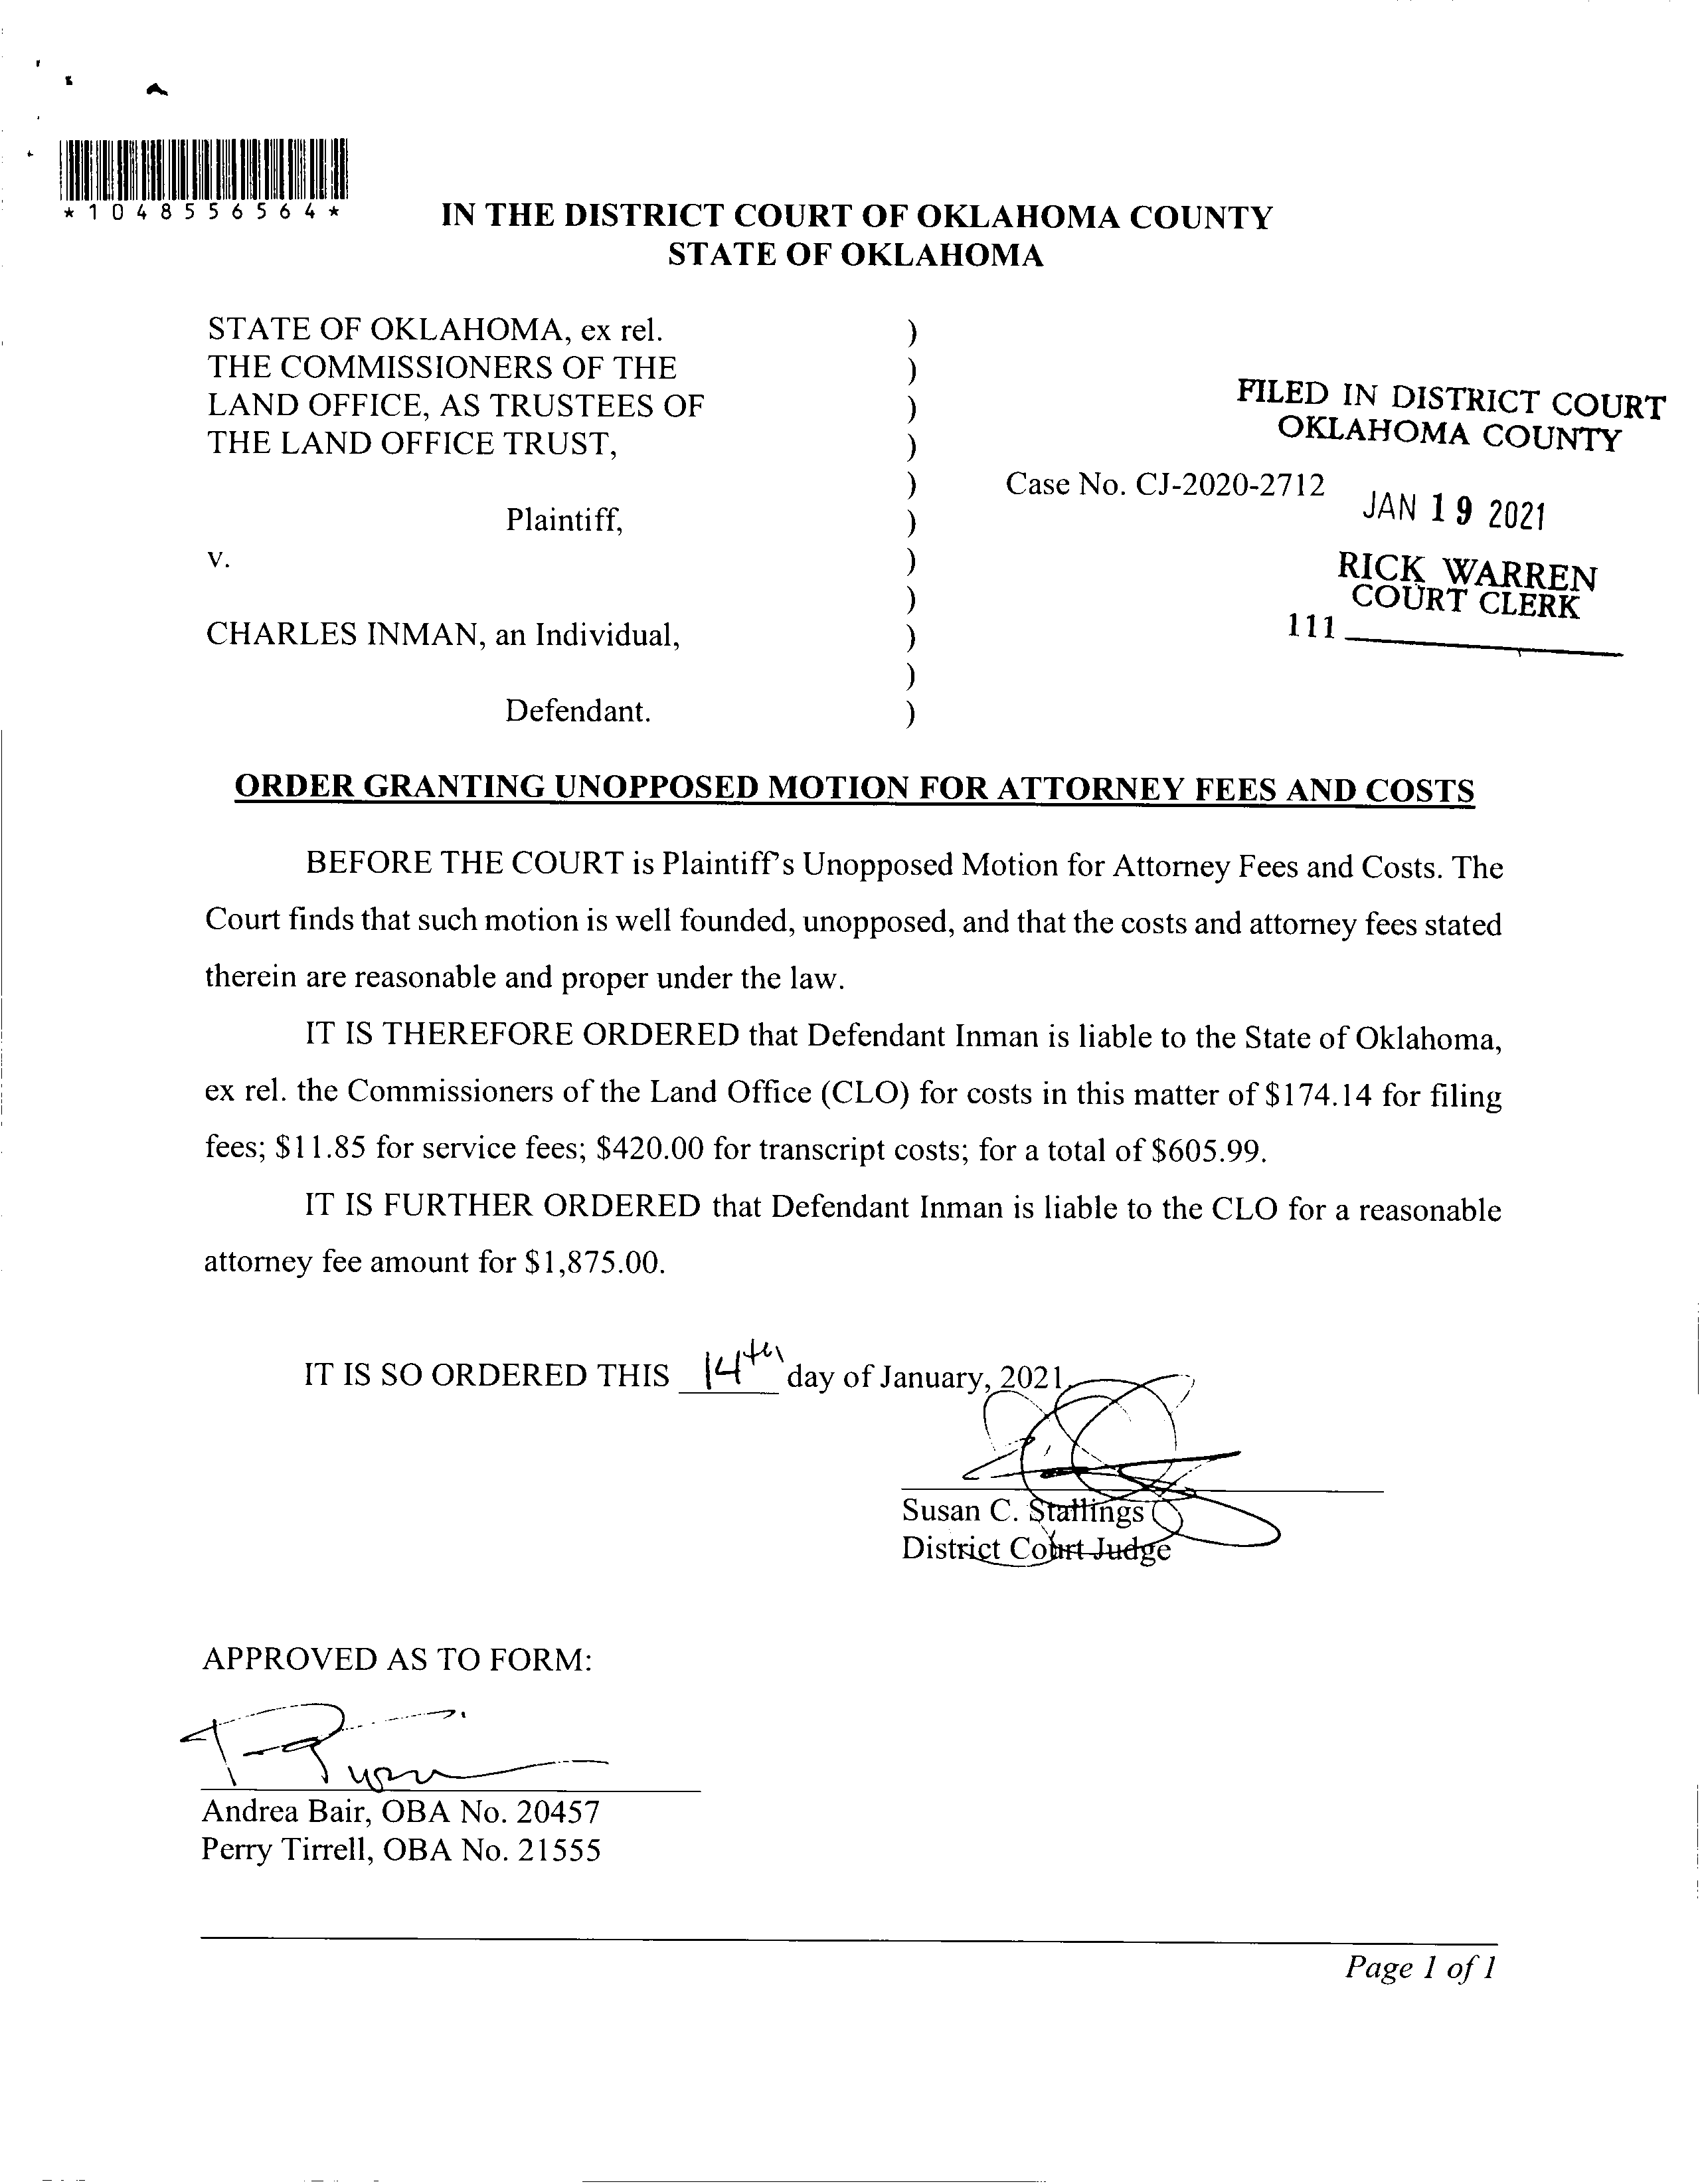 *1048556564*
IN THE DISTRICT COURT OF OKLAHOMA COUNTY
STATE OF OKLAHOMA
STATE OF OKLAHOMA, ex rel. )
THE COMMISSIONERS OF THE )
LAND OFFICE, AS TRUSTEES OF )
THE LAND OFFICE TRUST, )
)
Plaintiff, )
v. )
)
CHARLES INMAN, an Individual, )
)
Defendant. )
Case No. CJ-2020-2712
FILED IN DISTRICT COURT
OKLAHOMA COUNTY
JAN 19 2021
RICK WARREN
COURT CLERK
111
ORDER GRANTING UNOPPOSED MOTION FOR ATTORNEY FEES AND COSTS
BEFORE THE COURT is Plaintiff's Unopposed Motion for Attorney Fees and Costs. The
Court finds that such motion is well founded, unopposed, and that the costs and attorney fees stated
therein are reasonable and proper under the law.
IT IS THEREFORE ORDERED that Defendant Inman is liable to the State of Oklahoma,
ex rel. the Commissioners of the Land Office (CLO) for costs in this matter of $174.14 for filing
fees; $11.85 for service fees; $420.00 for transcript costs; for a total of $605.99.
IT IS FURTHER ORDERED that Defendant Inman is liable to the CLO for a reasonable
attorney fee amount for $1,875.00.
IT IS SO ORDERED THIS 14th day of January, 2021.
Susan C. Stallings
District Court Judge
APPROVED AS TO FORM:
Andrea Bair, OBA No. 20457
Perry Tirrell, OBA No. 21555
Page 1 of 1